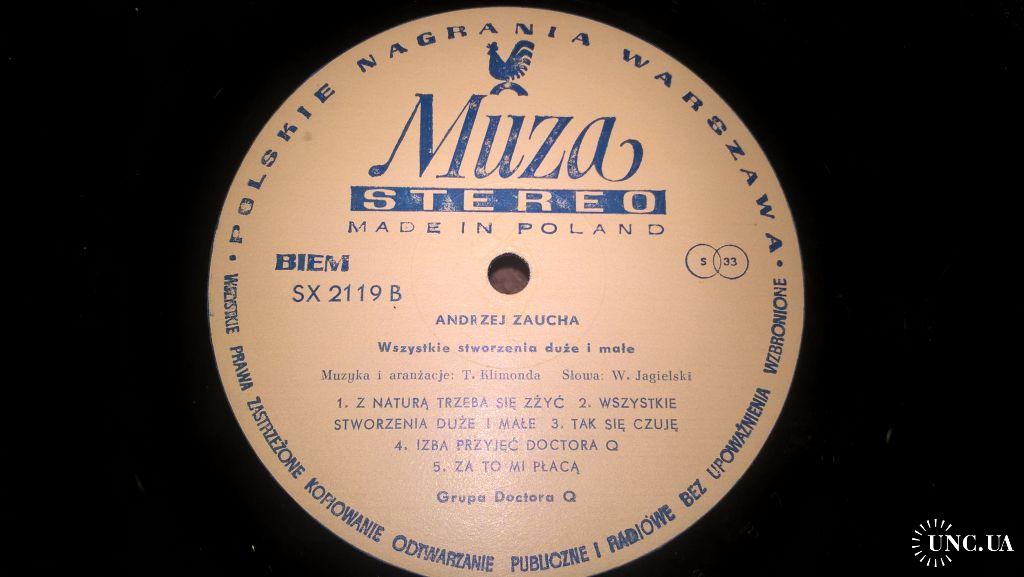 • POLSKIE NAGRANIA WARSZAWA •
Muza
STEREO
MADE IN POLAND
BIEM
S 33
SX 2119 B
ANDRZEJ ZAUCHA
Wszystkie stworzenia duże i małe
Muzyka i aranżacje: T. Klimonda Słowa: W. Jagielski
1. Z NATURĄ TRZEBA SIĘ ZŻYĆ 2. WSZYSTKIE
STWORZENIA DUŻE I MAŁE 3. TAK SIĘ CZUJĘ
4. IZBA PRZYJĘĆ DOCTORA Q
5. ZA TO MI PŁACĄ
Grupa Doctora Q
WSZELKIE PRAWA ZASTRZEŻONE KOPIOWANIE ODTWARZANIE PUBLICZNE I RADIOWE BEZ UPOWAŻNIENIA WZBRONIONE
UNC.UA